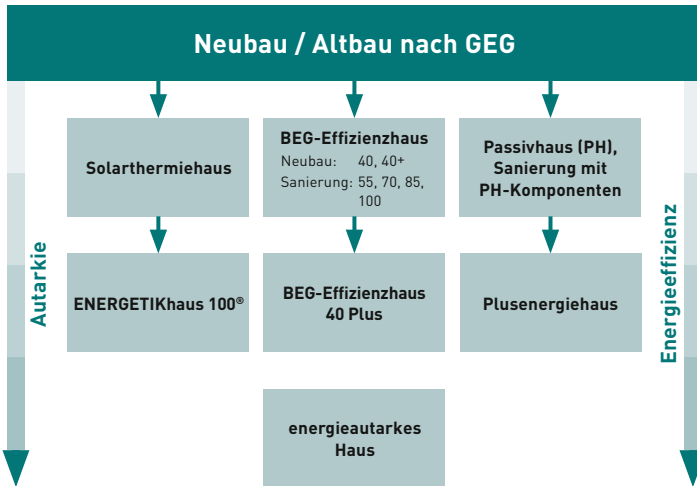 Neubau / Altbau nach GEG
Solarthermiehaus
BEG-Effizienzhaus
Neubau: 40, 40+
Sanierung: 55, 70, 85,
100
Passivhaus (PH),
Sanierung mit
PH-Komponenten
ENERGETIKhaus 100®
BEG-Effizienzhaus
40 Plus
Plusenergiehaus
energieautarkes
Haus
Autarkie
Energieeffizienz